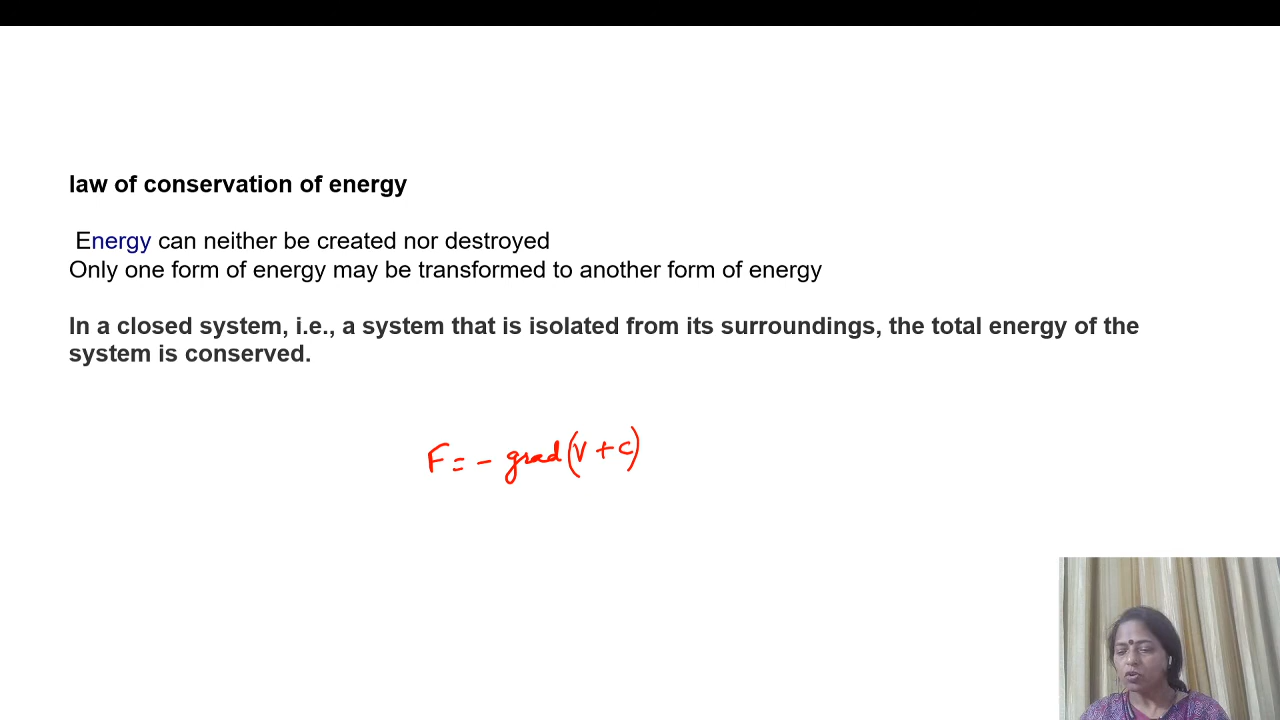 law of conservation of energy
Energy can neither be created nor destroyed
Only one form of energy may be transformed to another form of energy
In a closed system, i.e., a system that is isolated from its surroundings, the total energy of the
system is conserved.
F = - grad (V + C)